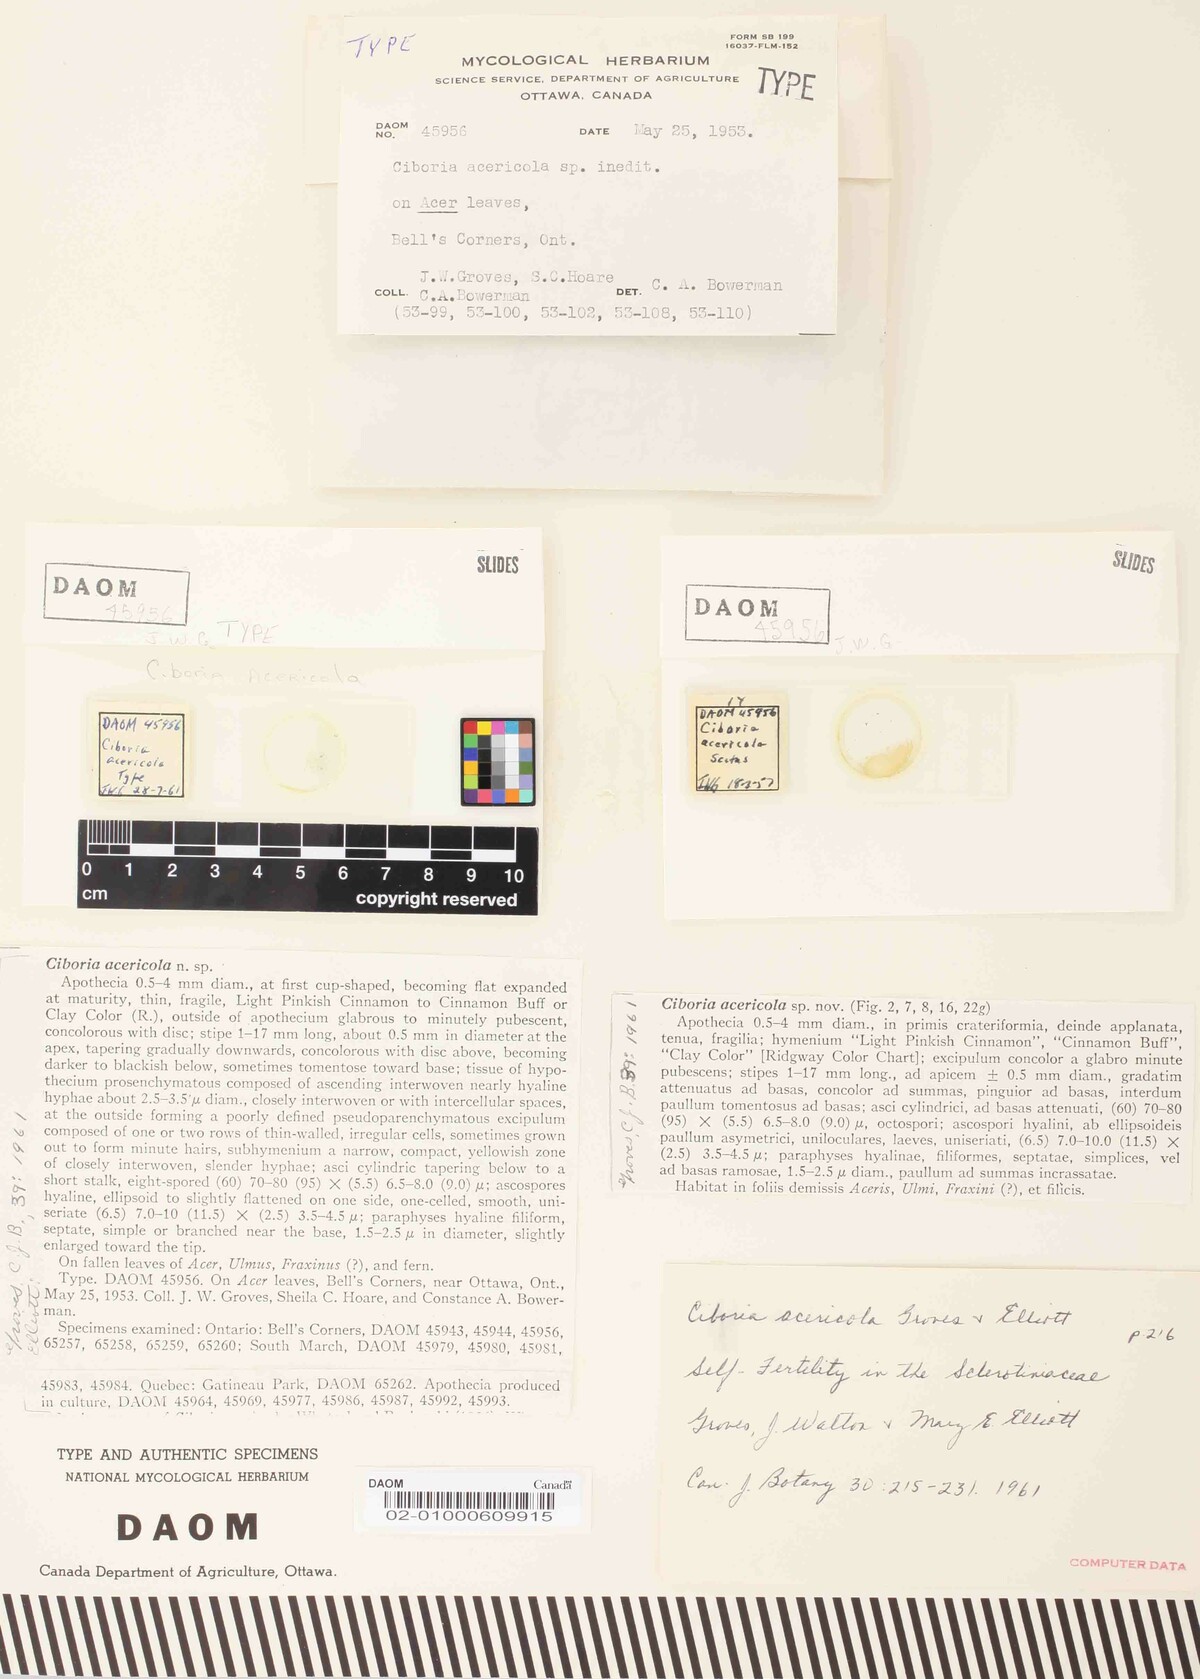 TYPE
FORM SB 199
16037-FLM-152
MYCOLOGICAL HERBARIUM
SCIENCE SERVICE, DEPARTMENT OF AGRICULTURE
OTTAWA, CANADA
TYPE
DAOM NO. 45956 DATE May 25, 1953.
Ciboria acericola sp. inedit.
on Acer leaves,
Bell's Corners, Ont.
J.W.Groves, S.C.Hoare
COLL. C.A.Bowerman DET. C. A. Bowerman
(53-99, 53-100, 53-102, 53-108, 53-110)
SLIDES
DAOM
45956
J.W.G. TYPE
Ciboria acericola
DAOM 45956
Ciboria
acericola
Type
JWG 28-7-61
0 1 2 3 4 5 6 7 8 9 10
cm
copyright reserved
SLIDES
DAOM
45956
J.W.G
17
DAOM 45956
Ciboria
acericola
Setas
JWG 18-3-57
Ciboria acericola n. sp.
Apothecia 0.5–4 mm diam., at first cup-shaped, becoming flat expanded
at maturity, thin, fragile, Light Pinkish Cinnamon to Cinnamon Buff or
Clay Color (R.), outside of apothecium glabrous to minutely pubescent,
concolorous with disc; stipe 1–17 mm long, about 0.5 mm in diameter at the
apex, tapering gradually downwards, concolorous with disc above, becoming
darker to blackish below, sometimes tomentose toward base; tissue of hypo-
thecium prosenchymatous composed of ascending interwoven nearly hyaline
hyphae about 2.5–3.5 μ diam., closely interwoven or with intercellular spaces,
at the outside forming a poorly defined pseudoparenchymatous excipulum
composed of one or two rows of thin-walled, irregular cells, sometimes grown
out to form minute hairs, subhymenium a narrow, compact, yellowish zone
of closely interwoven, slender hyphae; asci cylindric tapering below to a
short stalk, eight-spored (60) 70–80 (95) × (5.5) 6.5–8.0 (9.0) μ; ascospores
hyaline, ellipsoid to slightly flattened on one side, one-celled, smooth, uni-
seriate (6.5) 7.0–10 (11.5) × (2.5) 3.5–4.5 μ; paraphyses hyaline filiform,
septate, simple or branched near the base, 1.5–2.5 μ in diameter, slightly
enlarged toward the tip.
On fallen leaves of Acer, Ulmus, Fraxinus (?), and fern.
Type. DAOM 45956. On Acer leaves, Bell's Corners, near Ottawa, Ont.,
May 25, 1953. Coll. J. W. Groves, Sheila C. Hoare, and Constance A. Bower-
man.
Specimens examined: Ontario: Bell's Corners, DAOM 45943, 45944, 45956,
65257, 65258, 65259, 65260; South March, DAOM 45979, 45980, 45981,
45983, 45984. Quebec: Gatineau Park, DAOM 65262. Apothecia produced
in culture, DAOM 45964, 45969, 45977, 45986, 45987, 45992, 45993.
Groves C.J.B., 39: 1961
Elliott:
Groves C.J.B. 39: 1961
Ciboria acericola sp. nov. (Fig. 2, 7, 8, 16, 22g)
Apothecia 0.5–4 mm diam., in primis crateriformia, deinde applanata,
tenua, fragilia; hymenium "Light Pinkish Cinnamon", "Cinnamon Buff",
"Clay Color" [Ridgway Color Chart]; excipulum concolor a glabro minute
pubescens; stipes 1–17 mm long., ad apicem ± 0.5 mm diam., gradatim
attenuatus ad basas, concolor ad summas, pinguior ad basas, interdum
paullum tomentosus ad basas; asci cylindrici, ad basas attenuati, (60) 70–80
(95) × (5.5) 6.5–8.0 (9.0) μ, octospori; ascospori hyalini, ab ellipsoideis
paullum asymetrici, uniloculares, laeves, uniseriati, (6.5) 7.0–10.0 (11.5) ×
(2.5) 3.5–4.5 μ; paraphyses hyalinae, filiformes, septatae, simplices, vel
ad basas ramosae, 1.5–2.5 μ diam., paullum ad summas incrassatae.
Habitat in foliis demissis Aceris, Ulmi, Fraxini (?), et filicis.
Ciboria acericola Groves & Elliott
p. 216
Self-Fertility in the Sclerotiniaceae
Groves, J. Walton & Mary E. Elliott
Can. J. Botany 30:215-231. 1961
COMPUTER DATA
TYPE AND AUTHENTIC SPECIMENS
NATIONAL MYCOLOGICAL HERBARIUM
DAOM
Canada Department of Agriculture, Ottawa.
DAOM Canada
02-01000609915